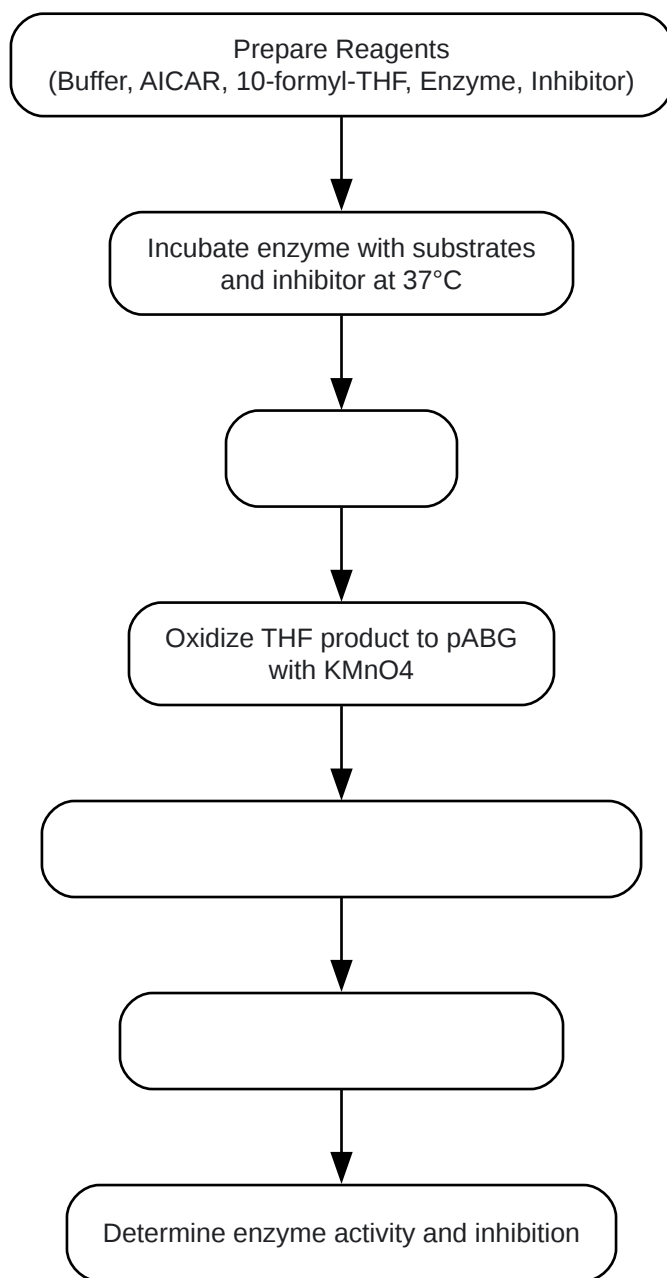 Prepare Reagents
(Buffer, AICAR, 10-formyl-THF, Enzyme, Inhibitor)
Incubate enzyme with substrates
and inhibitor at 37°C
Oxidize THF product to pABG
with KMnO4
Determine enzyme activity and inhibition